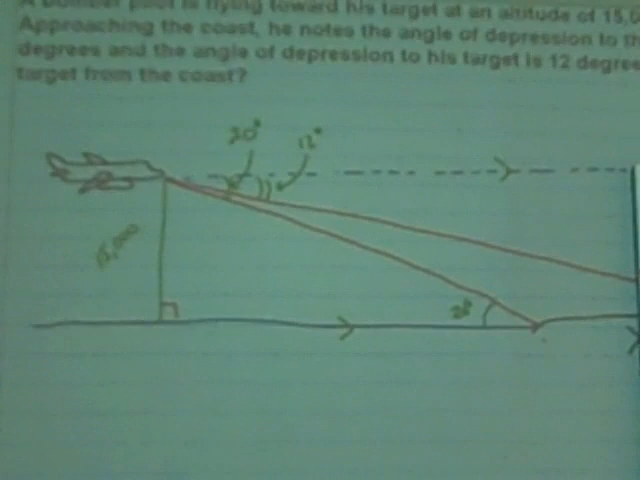 A bomber pilot is flying toward his target at an altitude of 15,0
Approaching the coast, he notes the angle of depression to th
degrees and the angle of depression to his target is 12 degree
target from the coast?
20° 12°
15,000
20°